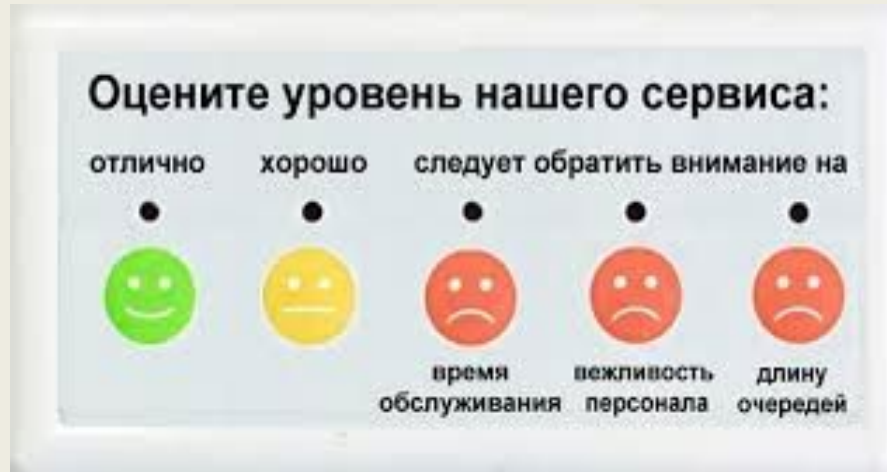 Оцените уровень нашего сервиса:
отлично хорошо следует обратить внимание на
время обслуживания
вежливость персонала
длину очередей